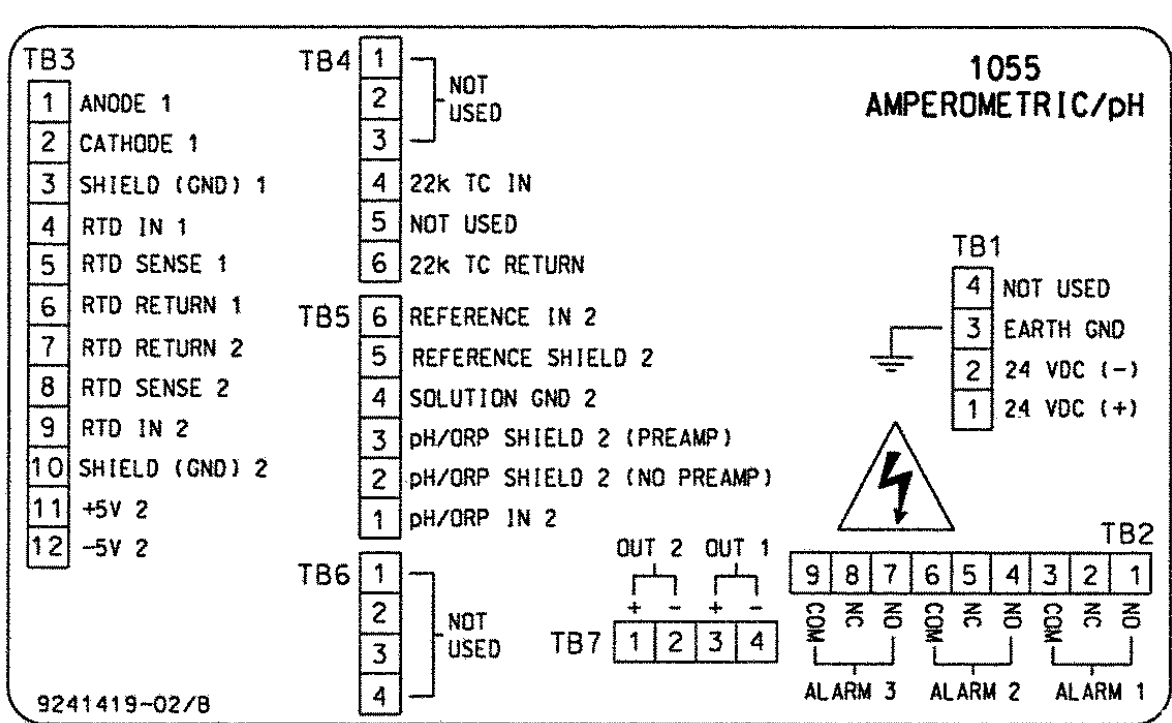 1055
AMPEROMETRIC/pH
TB3
1 ANODE 1
2 CATHODE 1
3 SHIELD (GND) 1
4 RTD IN 1
5 RTD SENSE 1
6 RTD RETURN 1
7 RTD RETURN 2
8 RTD SENSE 2
9 RTD IN 2
10 SHIELD (GND) 2
11 +5V 2
12 -5V 2
TB4
1
2
3
NOT
USED
4 22k TC IN
5 NOT USED
6 22k TC RETURN
TB5
6 REFERENCE IN 2
5 REFERENCE SHIELD 2
4 SOLUTION GND 2
3 pH/ORP SHIELD 2 (PREAMP)
2 pH/ORP SHIELD 2 (NO PREAMP)
1 pH/ORP IN 2
TB6
1
2
3
4
NOT
USED
TB1
4 NOT USED
3 EARTH GND
2 24 VDC (-)
1 24 VDC (+)
OUT 2 OUT 1
+ - + -
TB7 1 2 3 4
TB2
9 8 7 6 5 4 3 2 1
COM NC NO COM NC NO COM NC NO
ALARM 3 ALARM 2 ALARM 1
9241419-02/B